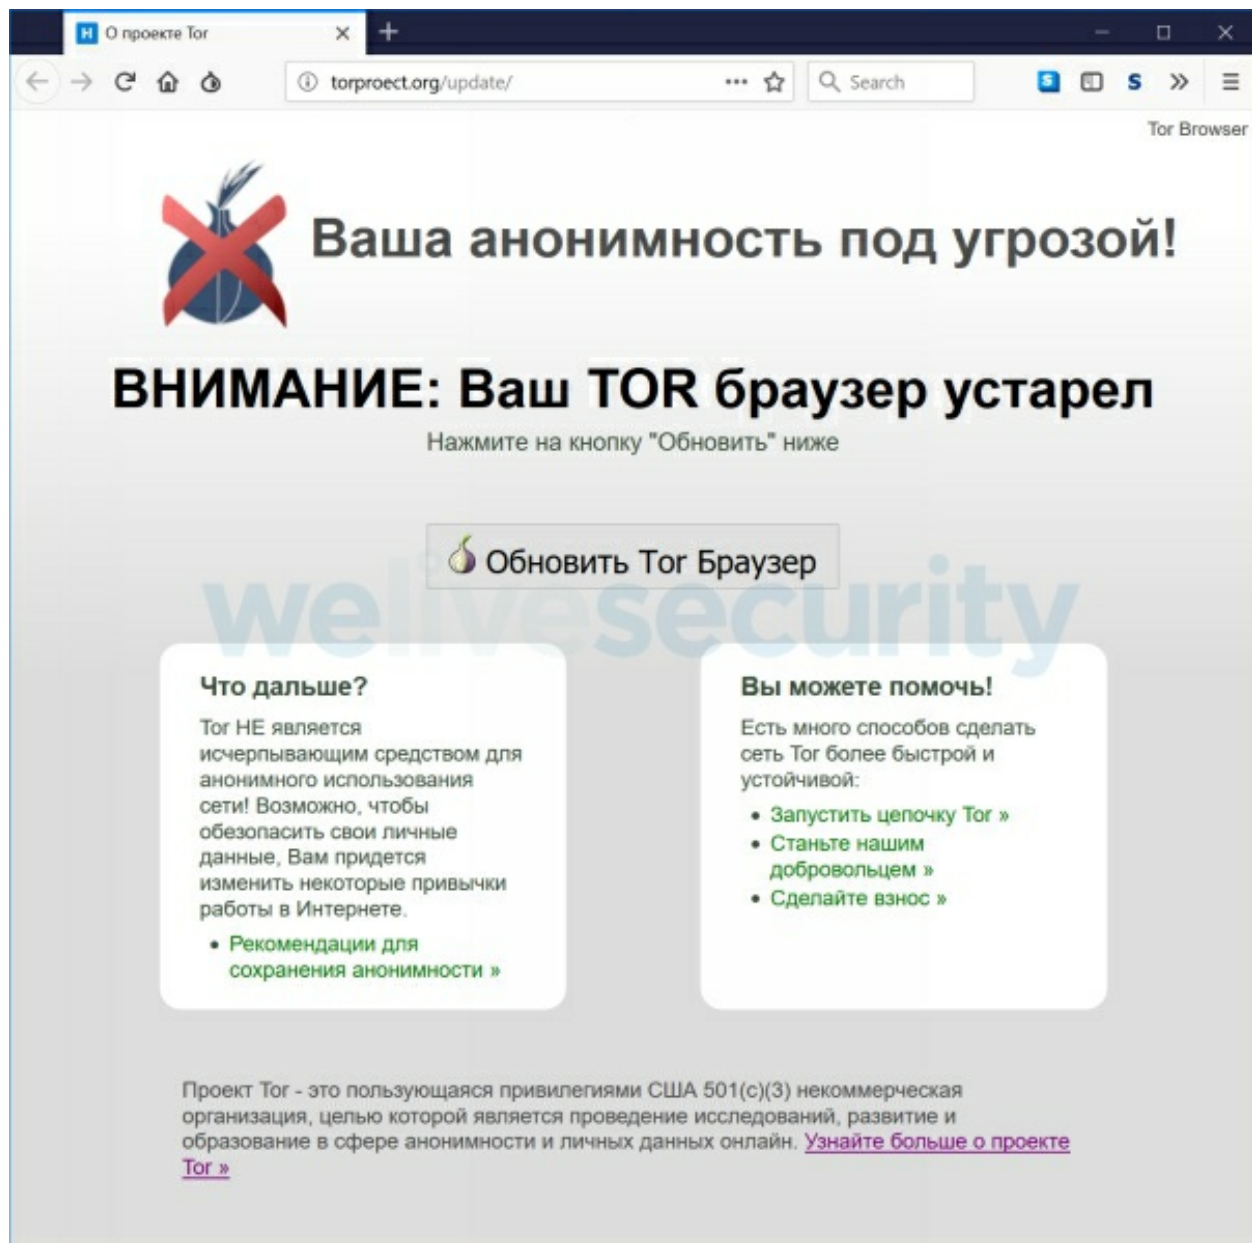 О проекте Tor
torproect.org/update/
Search
Tor Browser
Ваша анонимность под угрозой!
ВНИМАНИЕ: Ваш TOR браузер устарел
Нажмите на кнопку "Обновить" ниже
Обновить Tor Браузер
welivesecurity
Что дальше?
Tor НЕ является
исчерпывающим средством для
анонимного использования
сети! Возможно, чтобы
обезопасить свои личные
данные, Вам придется
изменить некоторые привычки
работы в Интернете.
• Рекомендации для
сохранения анонимности »
Вы можете помочь!
Есть много способов сделать
сеть Tor более быстрой и
устойчивой:
• Запустить цепочку Tor »
• Станьте нашим
добровольцем »
• Сделайте взнос »
Проект Tor - это пользующаяся привилегиями США 501(c)(3) некоммерческая
организация, целью которой является проведение исследований, развитие и
образование в сфере анонимности и личных данных онлайн. Узнайте больше о проекте
Tor »